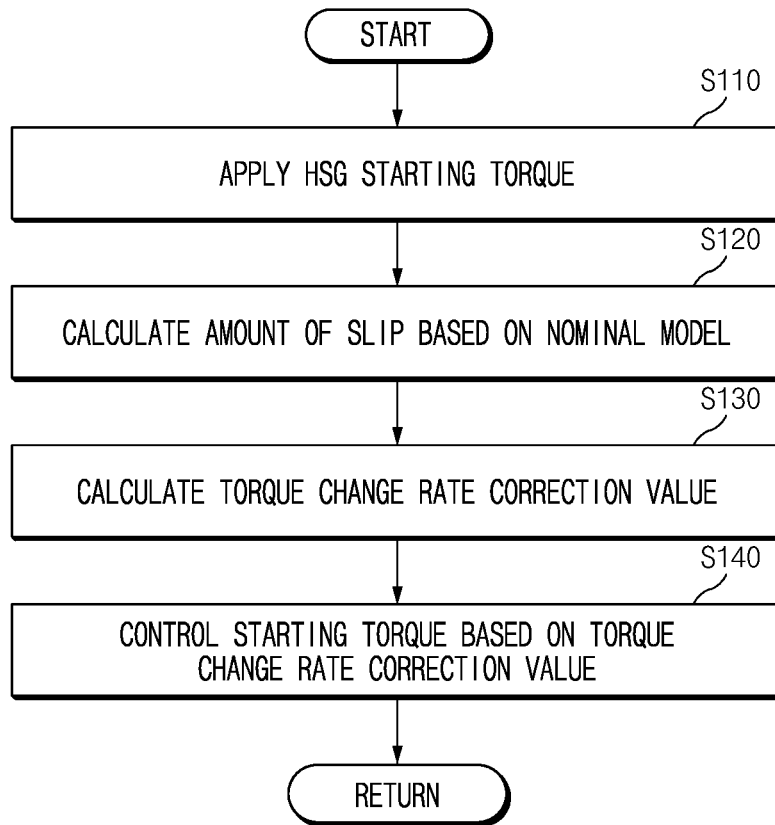 START
S110
APPLY HSG STARTING TORQUE
S120
CALCULATE AMOUNT OF SLIP BASED ON NOMINAL MODEL
S130
CALCULATE TORQUE CHANGE RATE CORRECTION VALUE
S140
CONTROL STARTING TORQUE BASED ON TORQUE
CHANGE RATE CORRECTION VALUE
RETURN